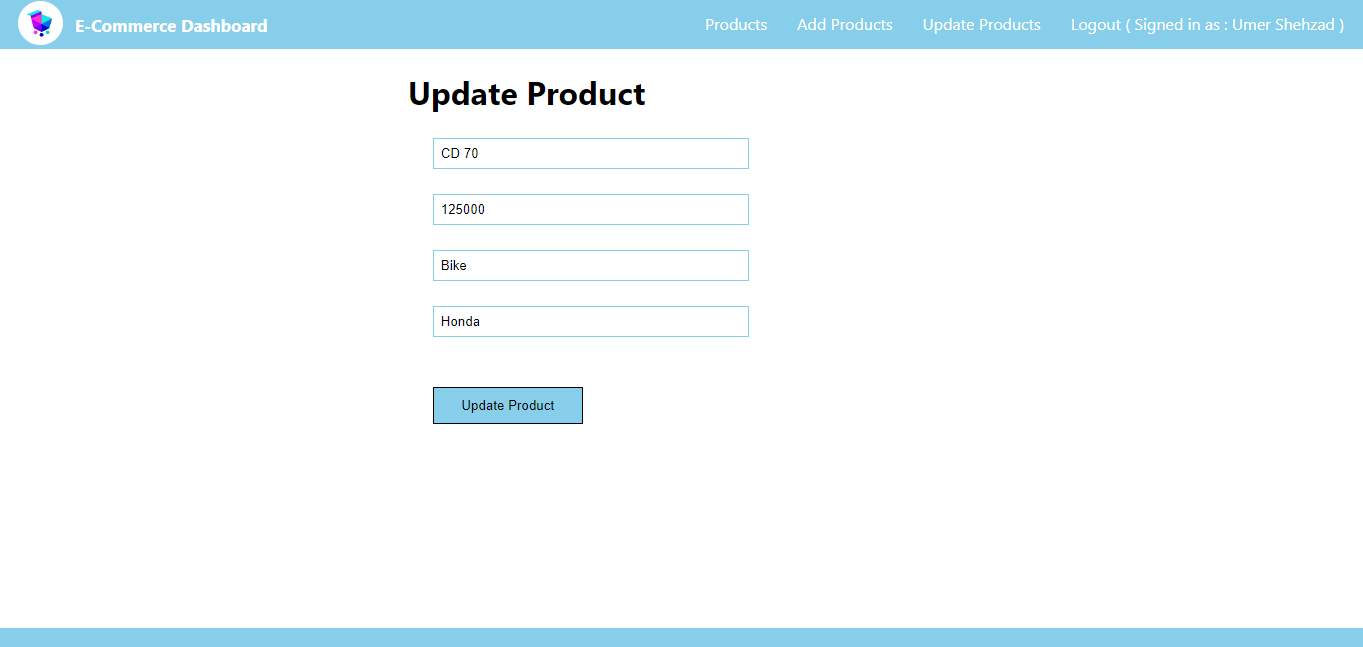 E-Commerce Dashboard
Products Add Products Update Products Logout ( Signed in as : Umer Shehzad )
Update Product
CD 70
125000
Bike
Honda
Update Product